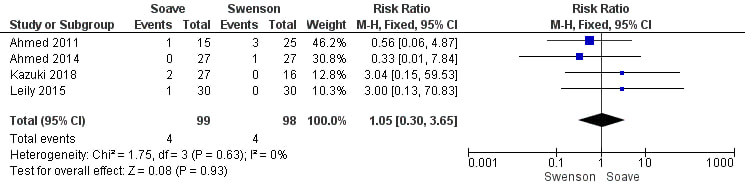 Soave Swenson Risk Ratio Risk Ratio
Study or Subgroup Events Total Events Total Weight M-H, Fixed, 95% CI M-H, Fixed, 95% CI
Ahmed 2011 1 15 3 25 46.2% 0.56 [0.06, 4.87]
Ahmed 2014 0 27 1 27 30.8% 0.33 [0.01, 7.84]
Kazuki 2018 2 27 0 16 12.8% 3.04 [0.15, 59.53]
Leily 2015 1 30 0 30 10.3% 3.00 [0.13, 70.83]
Total (95% CI) 99 98 100.0% 1.05 [0.30, 3.65]
Total events 4 4
Heterogeneity: Chi² = 1.75, df = 3 (P = 0.63); I² = 0%
Test for overall effect: Z = 0.08 (P = 0.93)
0.001 0.1 1 10 1000
Swenson Soave